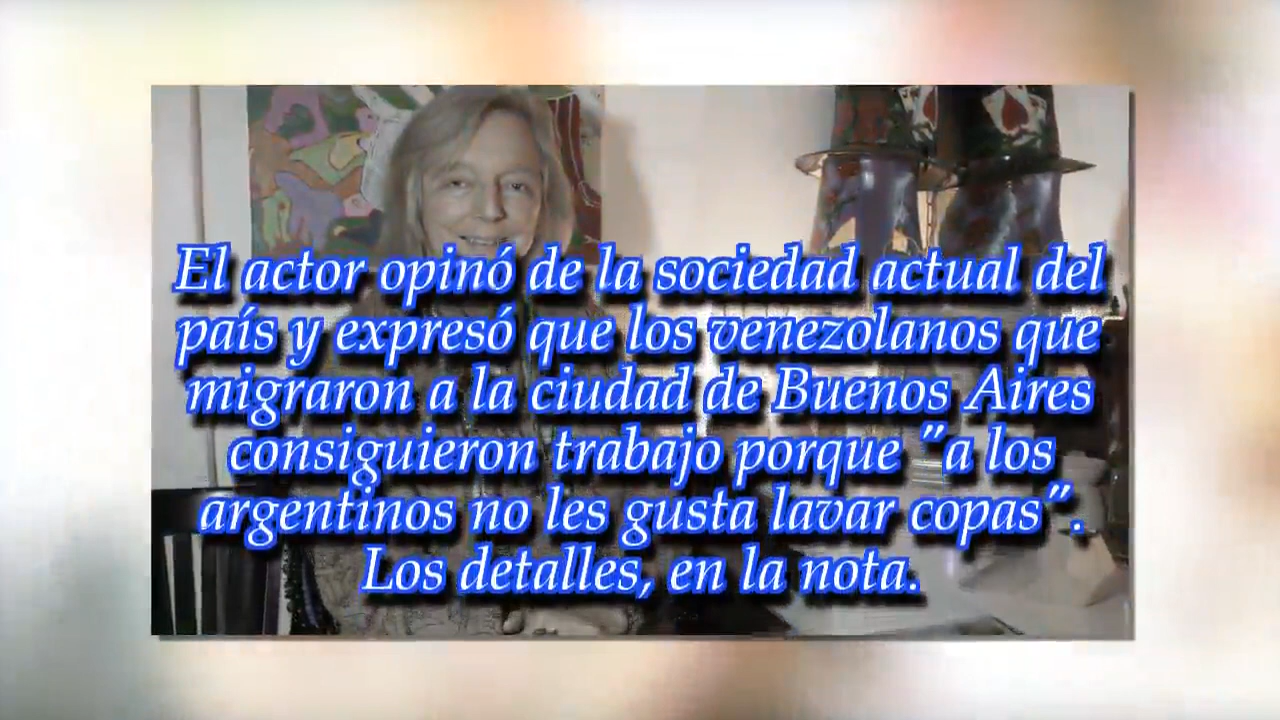 El actor opinó de la sociedad actual del
país y expresó que los venezolanos que
migraron a la ciudad de Buenos Aires
consiguieron trabajo porque "a los
argentinos no les gusta lavar copas".
Los detalles, en la nota.